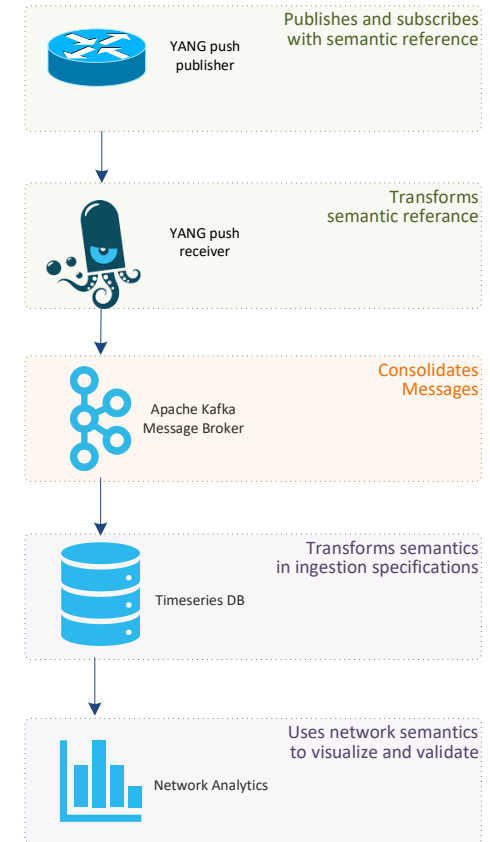 Publishes and subscribes
with semantic reference
YANG push
publisher
Transforms
semantic referance
YANG push
receiver
Consolidates
Messages
Apache Kafka
Message Broker
Transforms semantics
in ingestion specifications
Timeseries DB
Uses network semantics
to visualize and validate
Network Analytics